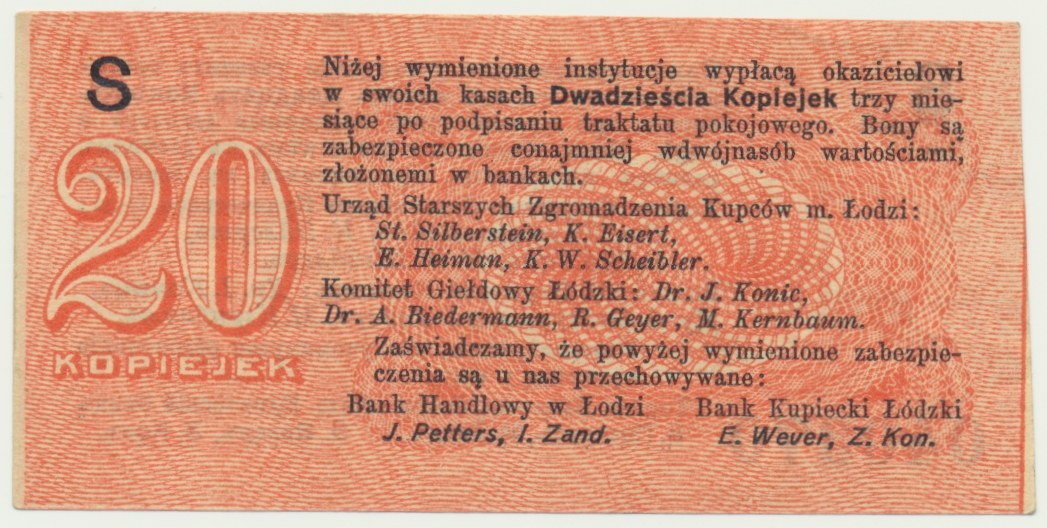 S
Niżej wymienione instytucje wypłacą okazicielowi
w swoich kasach Dwadzieścia Kopiejek trzy mie-
siące po podpisaniu traktatu pokojowego. Bony są
zabezpieczone conajmniej wdwójnasób wartościami,
złożonemi w bankach.
Urząd Starszych Zgromadzenia Kupców m. Łodzi:
St. Silberstein, K. Eisert,
E. Heiman, K. W. Scheibler.
Komitet Giełdowy Łódzki: Dr. J. Konic,
Dr. A. Biedermann, R. Geyer, M. Kernbaum.
Zaświadczamy, że powyżej wymienione zabezpie-
czenia są u nas przechowywane:
Bank Handlowy w Łodzi Bank Kupiecki Łódzki
J. Petters, I. Zand. E. Wever, Z. Kon.
20
KOPIEJEK